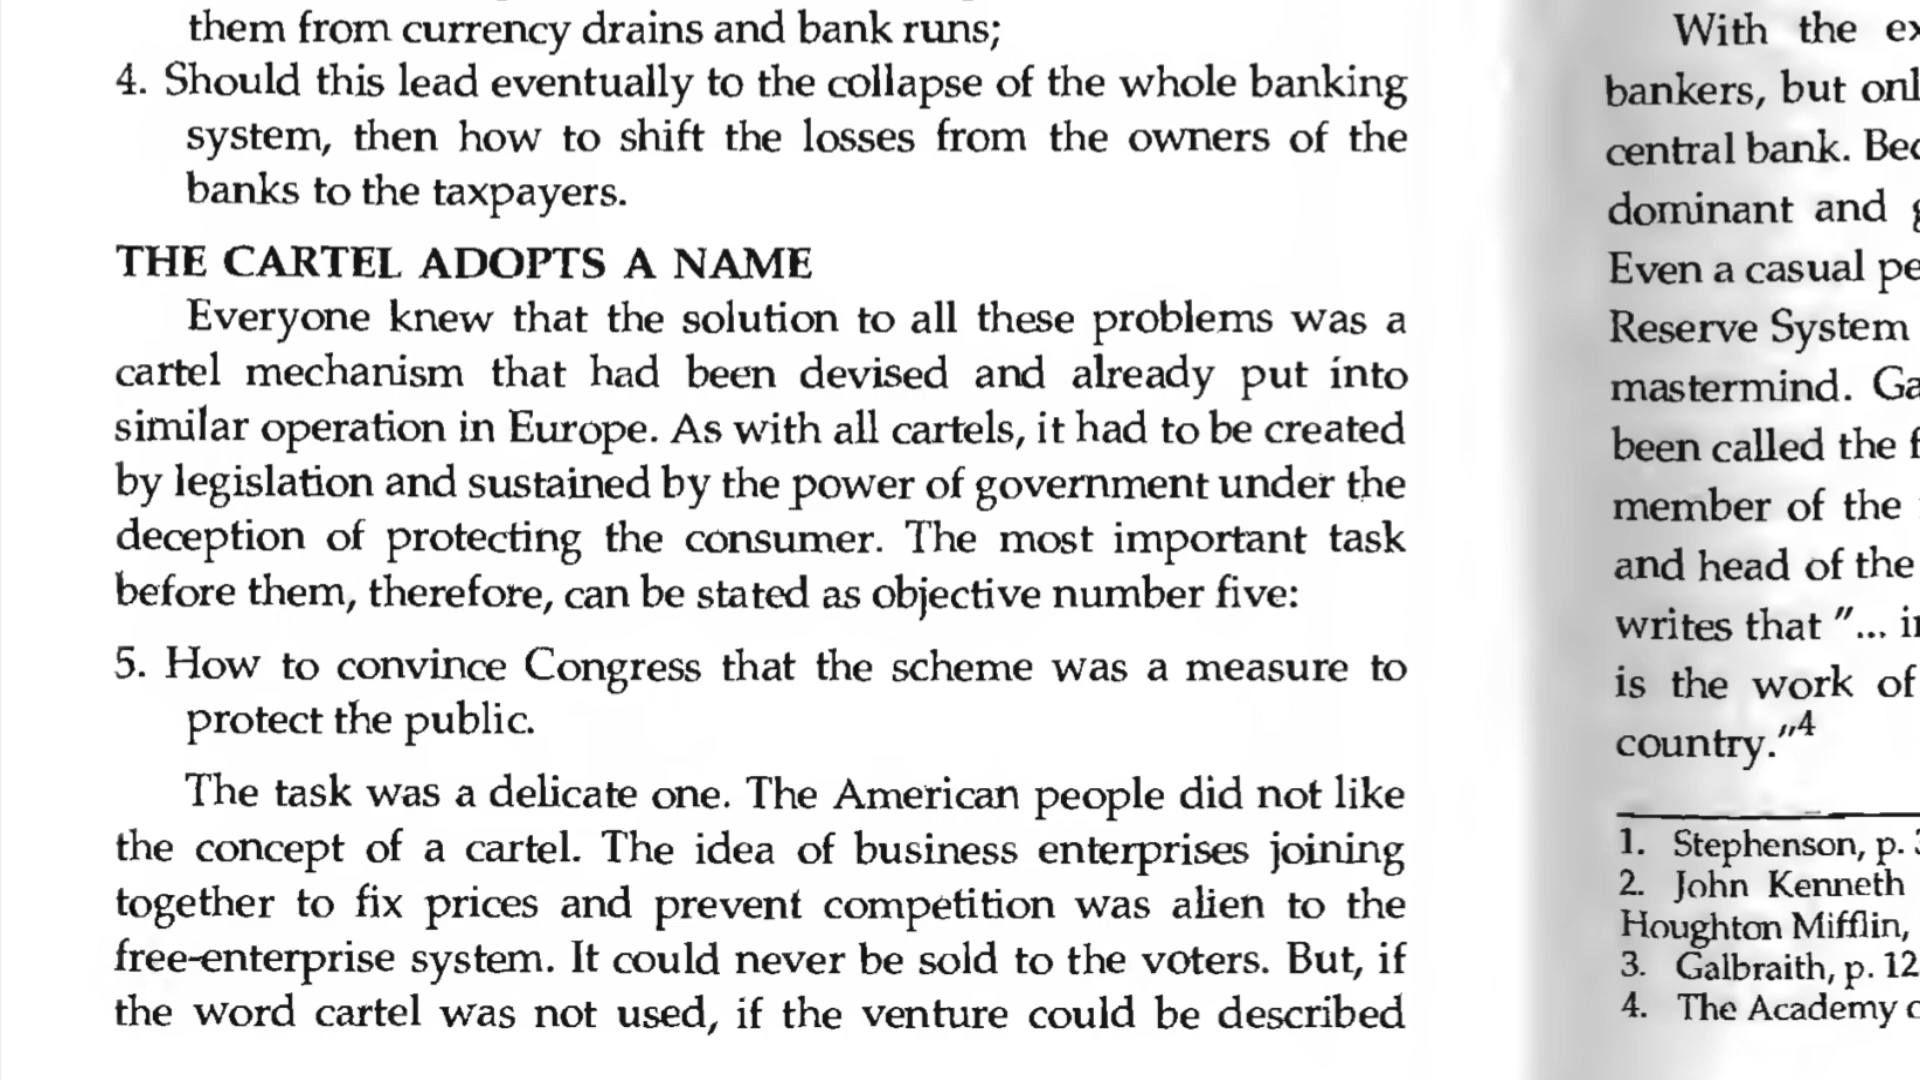 them from currency drains and bank runs;
4. Should this lead eventually to the collapse of the whole banking
system, then how to shift the losses from the owners of the
banks to the taxpayers.
THE CARTEL ADOPTS A NAME
Everyone knew that the solution to all these problems was a
cartel mechanism that had been devised and already put into
similar operation in Europe. As with all cartels, it had to be created
by legislation and sustained by the power of government under the
deception of protecting the consumer. The most important task
before them, therefore, can be stated as objective number five:
5. How to convince Congress that the scheme was a measure to
protect the public.
The task was a delicate one. The American people did not like
the concept of a cartel. The idea of business enterprises joining
together to fix prices and prevent competition was alien to the
free-enterprise system. It could never be sold to the voters. But, if
the word cartel was not used, if the venture could be described
With the
bankers, but
central bank.
dominant and
Even a casual
Reserve System
mastermind.
been called the
member of the
and head of the
writes that "...
is the work of
country."4
1. Stephenson, p.
2. John Kenneth
Houghton Mifflin,
3. Galbraith, p. 12
4. The Academy